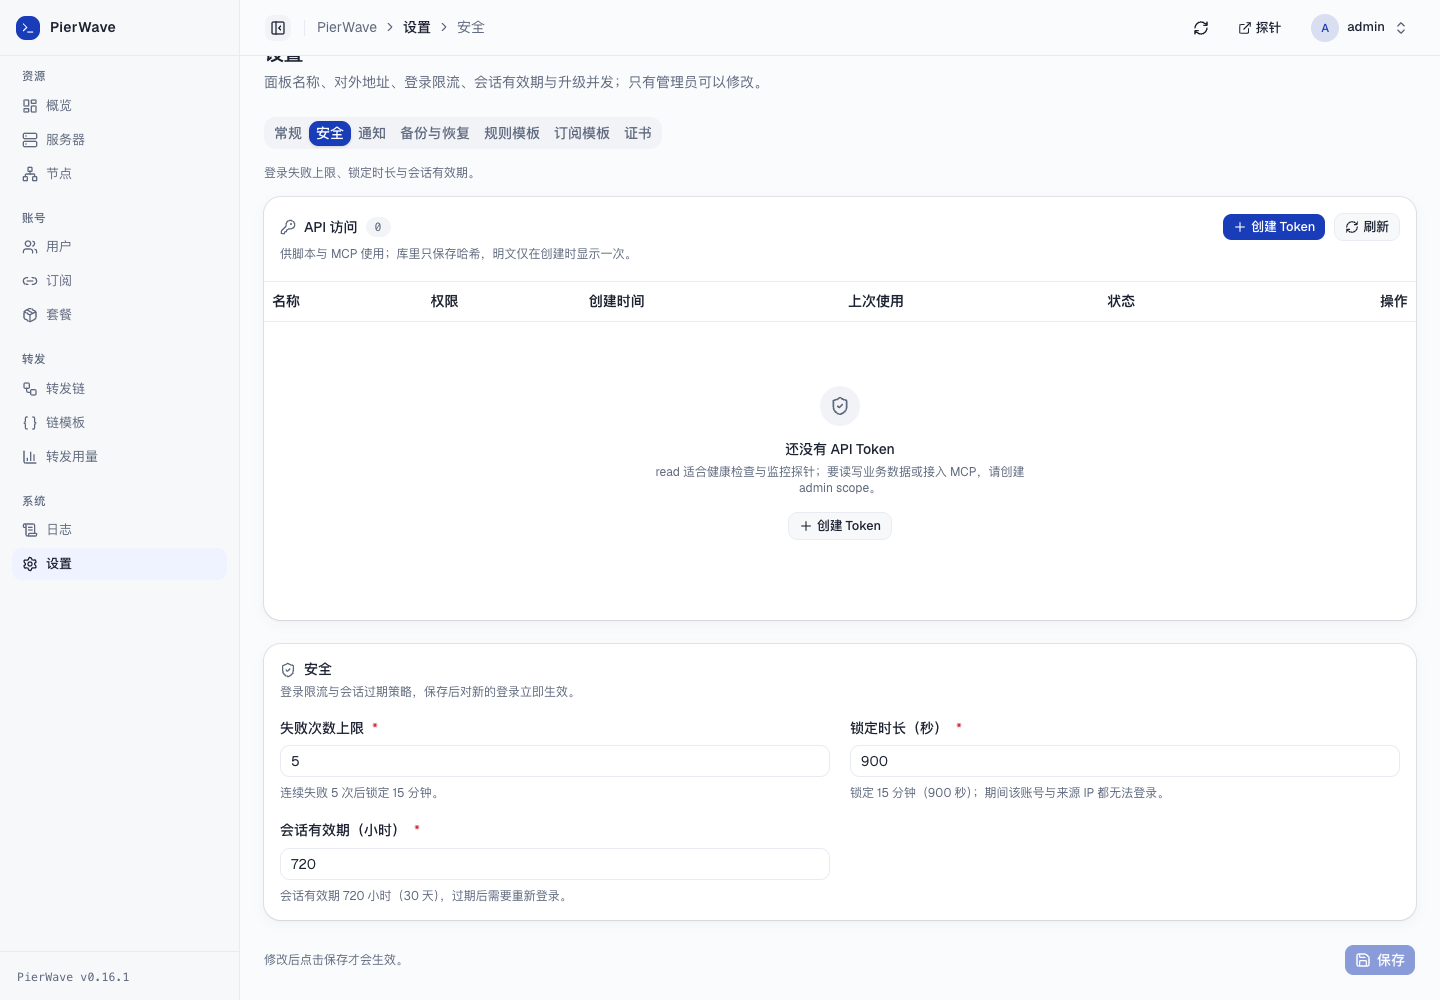 PierWave
PierWave
设置
安全
探针
A
admin
资源
概览
服务器
节点
账号
用户
订阅
套餐
转发
转发链
链模板
转发用量
系统
日志
设置
PierWave v0.16.1
设置
面板名称、对外地址、登录限流、会话有效期与升级并发；只有管理员可以修改。
常规 安全 通知 备份与恢复 规则模板 订阅模板 证书
登录失败上限、锁定时长与会话有效期。
API 访问 0
创建 Token
刷新
供脚本与 MCP 使用；库里只保存哈希，明文仅在创建时显示一次。
名称 权限 创建时间 上次使用 状态 操作
还没有 API Token
read 适合健康检查与监控探针；要读写业务数据或接入 MCP，请创建
admin scope。
创建 Token
安全
登录限流与会话过期策略，保存后对新的登录立即生效。
失败次数上限 *
5
连续失败 5 次后锁定 15 分钟。
锁定时长（秒） *
900
锁定 15 分钟（900 秒）；期间该账号与来源 IP 都无法登录。
会话有效期（小时） *
720
会话有效期 720 小时（30 天），过期后需要重新登录。
修改后点击保存才会生效。
保存